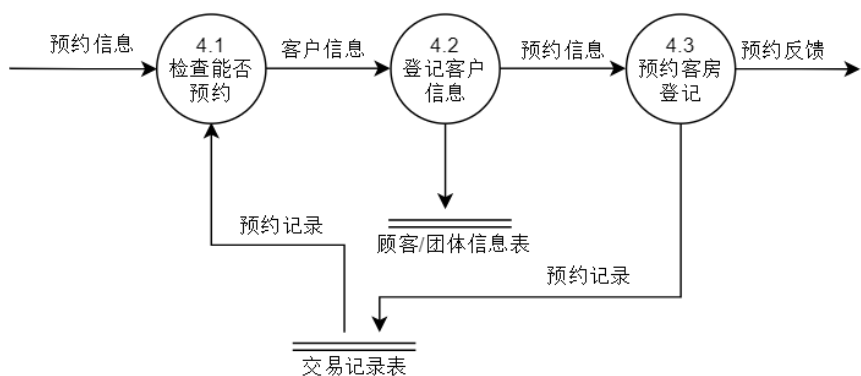 预约信息
4.1
检查能否
预约
客户信息
4.2
登记客户
信息
预约信息
4.3
预约客房
登记
预约反馈
预约记录
顾客/团体信息表
预约记录
交易记录表